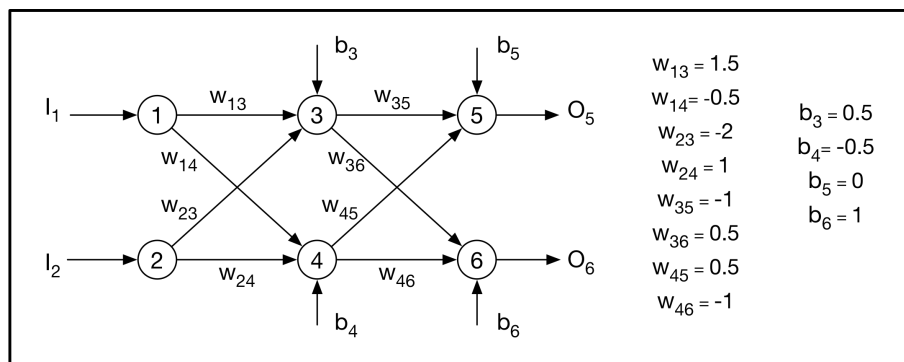 b₃
b₅
I₁
1
w₁₃
3
w₃₅
5
O₅
w₁₄
w₃₆
w₂₃
w₄₅
I₂
2
w₂₄
4
w₄₆
6
O₆
b₄
b₆
w₁₃ = 1.5
w₁₄= -0.5
w₂₃ = -2
w₂₄ = 1
w₃₅ = -1
w₃₆ = 0.5
w₄₅ = 0.5
w₄₆ = -1
b₃ = 0.5
b₄= -0.5
b₅ = 0
b₆ = 1